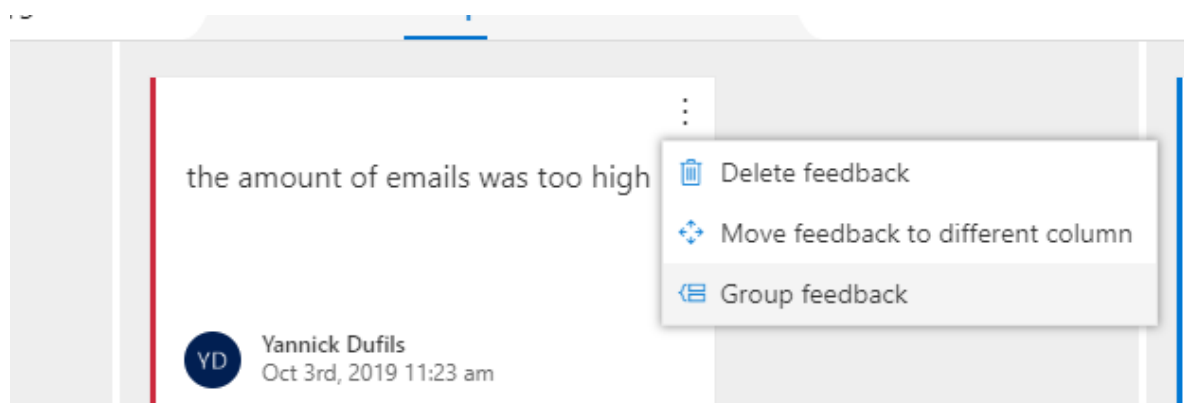 the amount of emails was too high
Delete feedback
Move feedback to different column
Group feedback
YD
Yannick Dufils
Oct 3rd, 2019 11:23 am